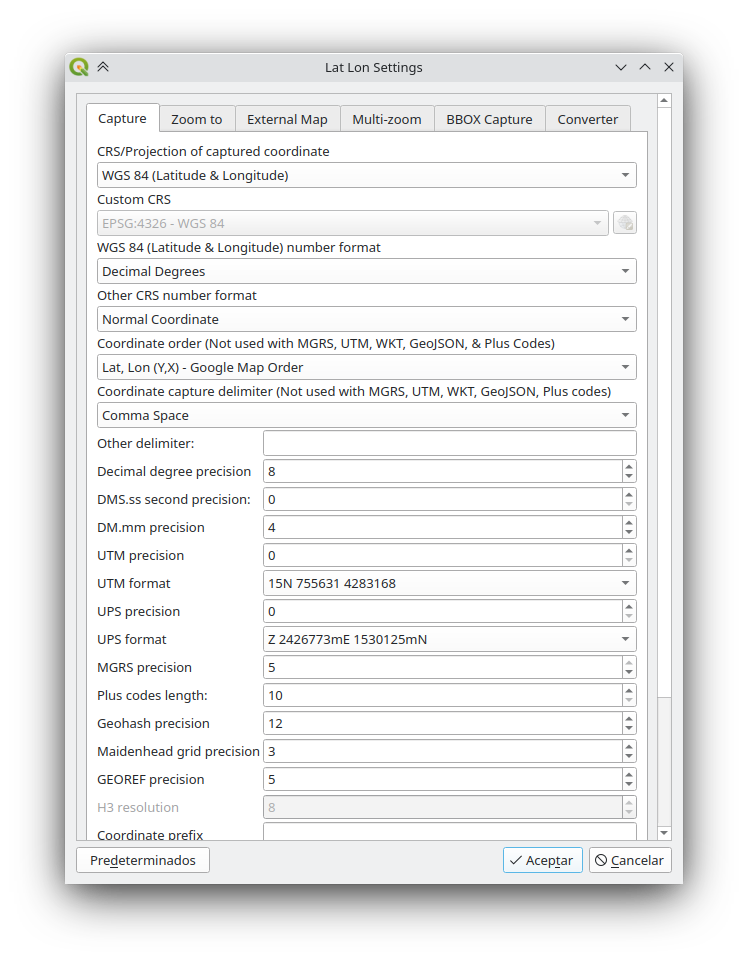 Lat Lon Settings
Capture Zoom to External Map Multi-zoom BBOX Capture Converter
CRS/Projection of captured coordinate
WGS 84 (Latitude & Longitude)
Custom CRS
EPSG:4326 - WGS 84
WGS 84 (Latitude & Longitude) number format
Decimal Degrees
Other CRS number format
Normal Coordinate
Coordinate order (Not used with MGRS, UTM, WKT, GeoJSON, & Plus Codes)
Lat, Lon (Y,X) - Google Map Order
Coordinate capture delimiter (Not used with MGRS, UTM, WKT, GeoJSON, Plus codes)
Comma Space
Other delimiter:
Decimal degree precision 8
DMS.ss second precision: 0
DM.mm precision 4
UTM precision 0
UTM format 15N 755631 4283168
UPS precision 0
UPS format Z 2426773mE 1530125mN
MGRS precision 5
Plus codes length: 10
Geohash precision 12
Maidenhead grid precision 3
GEOREF precision 5
H3 resolution 8
Coordinate prefix
Predeterminados Aceptar Cancelar